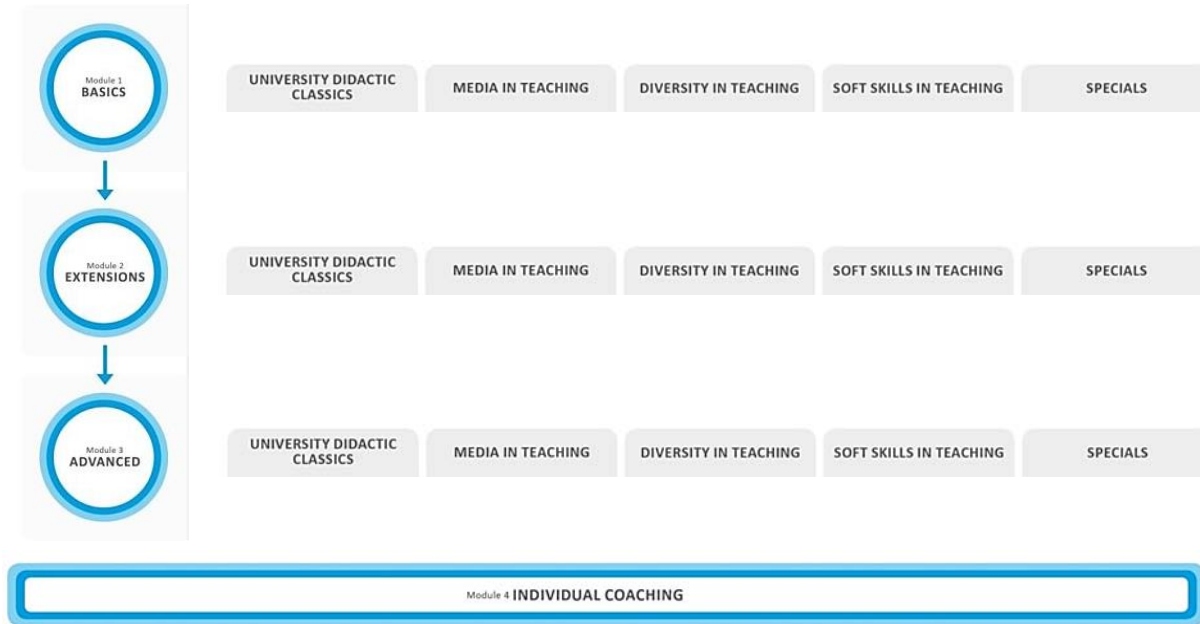 Module 1
BASICS
UNIVERSITY DIDACTIC
CLASSICS
MEDIA IN TEACHING
DIVERSITY IN TEACHING
SOFT SKILLS IN TEACHING
SPECIALS
Module 2
EXTENSIONS
UNIVERSITY DIDACTIC
CLASSICS
MEDIA IN TEACHING
DIVERSITY IN TEACHING
SOFT SKILLS IN TEACHING
SPECIALS
Module 3
ADVANCED
UNIVERSITY DIDACTIC
CLASSICS
MEDIA IN TEACHING
DIVERSITY IN TEACHING
SOFT SKILLS IN TEACHING
SPECIALS
Module 4 INDIVIDUAL COACHING